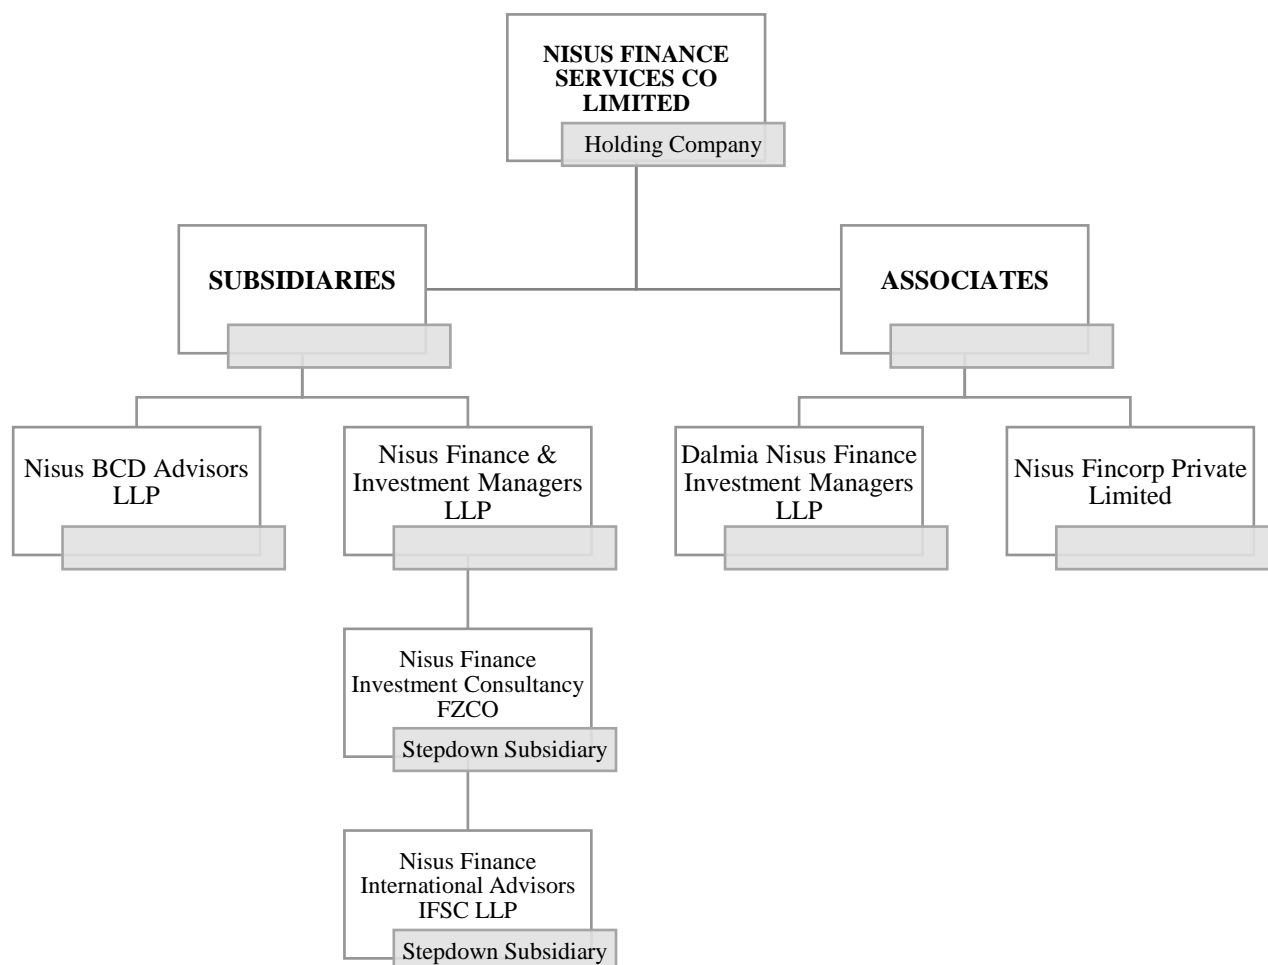 NISUS FINANCE
SERVICES CO
LIMITED
Holding Company
SUBSIDIARIES
ASSOCIATES
Nisus BCD Advisors
LLP
Nisus Finance &
Investment Managers
LLP
Dalmia Nisus Finance
Investment Managers
LLP
Nisus Fincorp Private
Limited
Nisus Finance
Investment Consultancy
FZCO
Stepdown Subsidiary
Nisus Finance
International Advisors
IFSC LLP
Stepdown Subsidiary